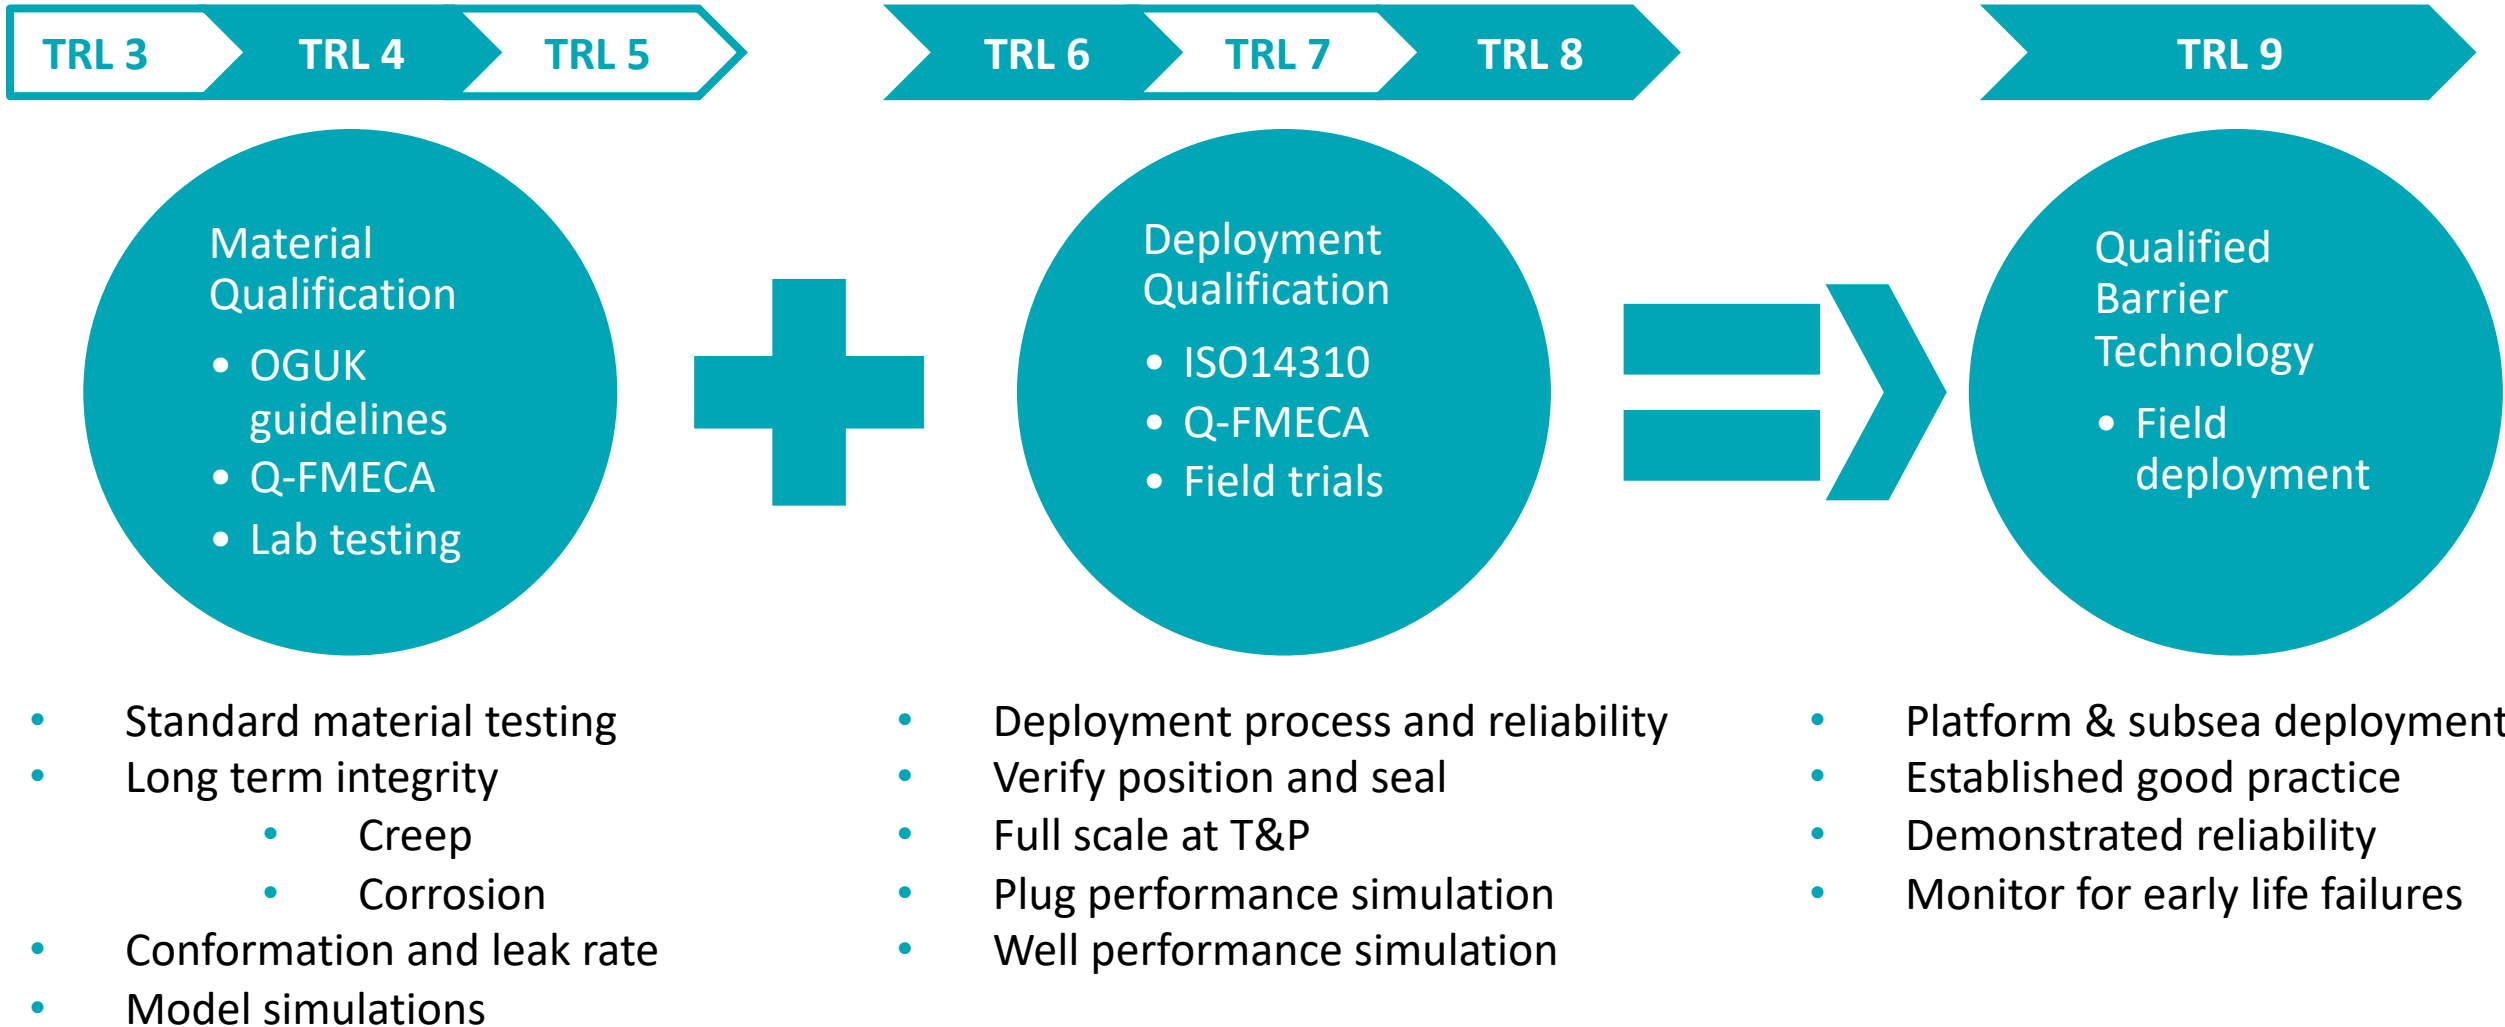 TRL 3
TRL 4
TRL 5
TRL 6
TRL 7
TRL 8
TRL 9
Material
Qualification
• OGUK
guidelines
• Q-FMECA
• Lab testing
Deployment
Qualification
• ISO14310
• Q-FMECA
• Field trials
Qualified
Barrier
Technology
• Field
deployment
• Standard material testing
• Long term integrity
• Creep
• Corrosion
• Conformation and leak rate
• Model simulations
• Deployment process and reliability
• Verify position and seal
• Full scale at T&P
• Plug performance simulation
• Well performance simulation
• Platform & subsea deployment
• Established good practice
• Demonstrated reliability
• Monitor for early life failures